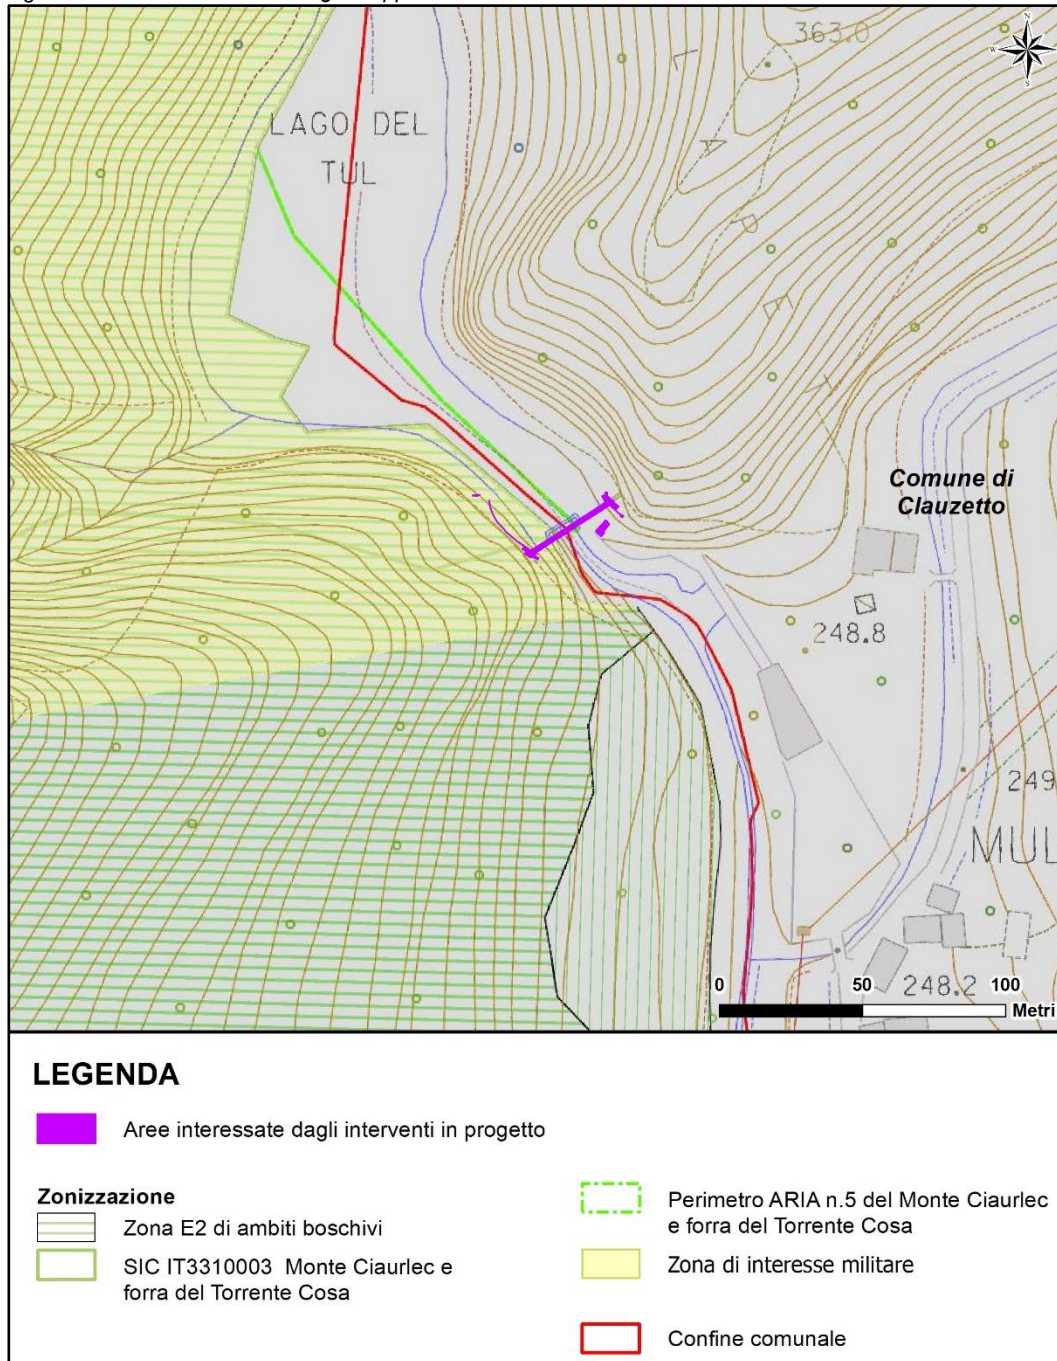 363.0
N
W
S
LAGO DEL
TUL
L
A
P
Comune di
Clauzetto
248.8
249
MUL
248.2
0 50 100
Metri
LEGENDA
Aree interessate dagli interventi in progetto
Zonizzazione
Zona E2 di ambiti boschivi
SIC IT3310003 Monte Ciaurlec e
forra del Torrente Cosa
Perimetro ARIA n.5 del Monte Ciaurlec
e forra del Torrente Cosa
Zona di interesse militare
Confine comunale